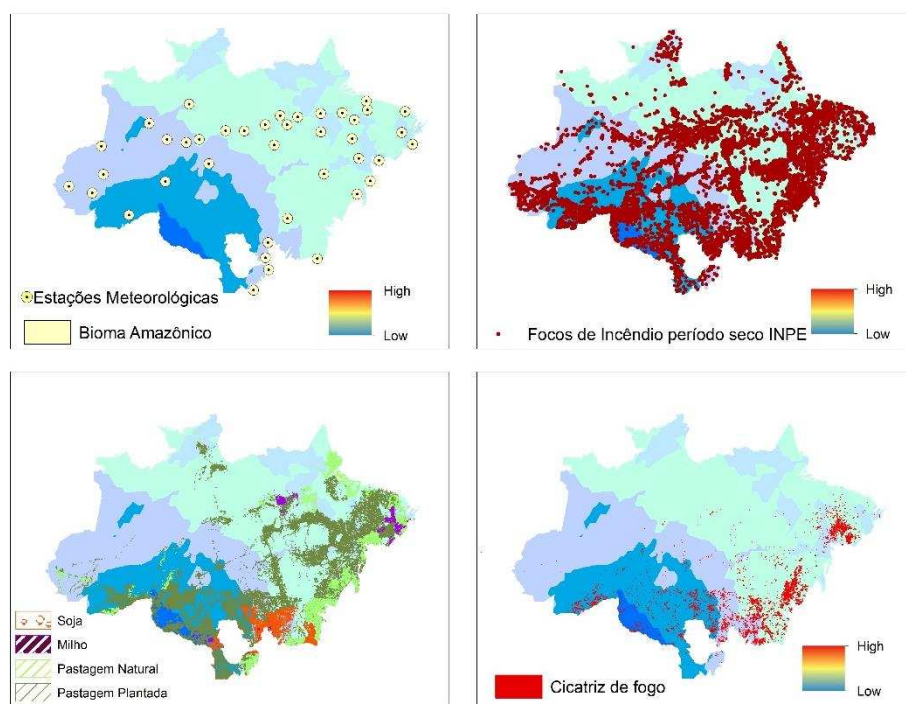 Estações Meteorológicas
Bioma Amazônico
High
Low
Focos de Incêndio período seco INPE
High
Low
Soja
Milho
Pastagem Natural
Pastagem Plantada
Cicatriz de fogo
High
Low